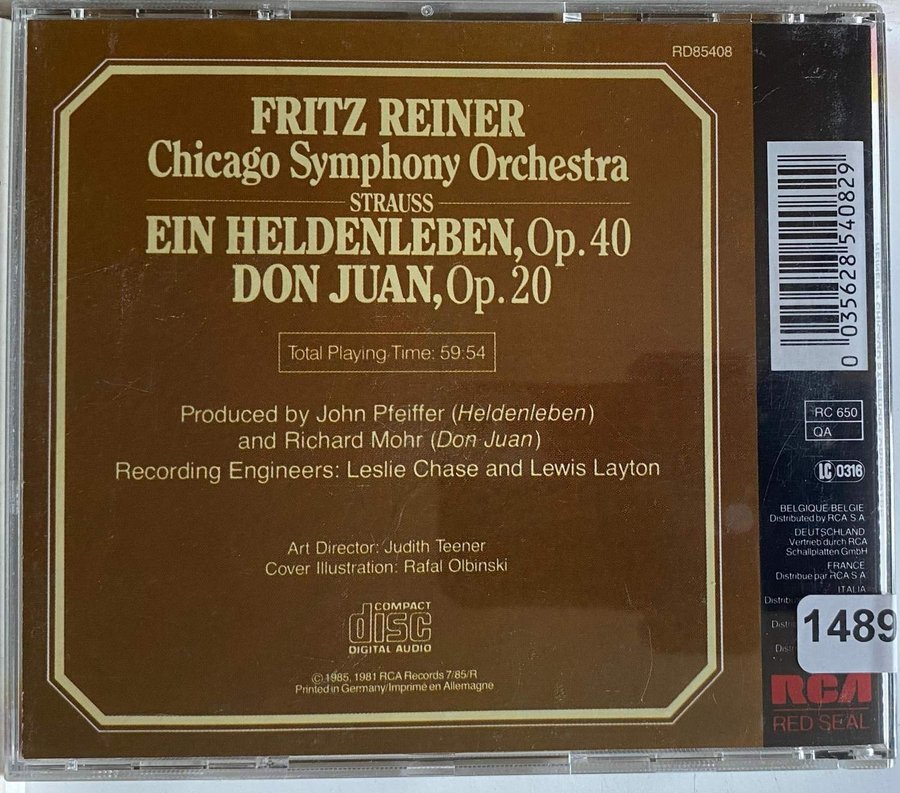 RD85408
FRITZ REINER
Chicago Symphony Orchestra
STRAUSS
EIN HELDENLEBEN, Op. 40
DON JUAN, Op. 20
Total Playing Time: 59:54
Produced by John Pfeiffer (Heldenleben)
and Richard Mohr (Don Juan)
Recording Engineers: Leslie Chase and Lewis Layton
Art Director: Judith Teener
Cover Illustration: Rafal Olbinski
COMPACT
disc
DIGITAL AUDIO
© 1985, 1981 RCA Records 7/85/R
Printed in Germany/Imprimé en Allemagne
0 035628 540829
RC 650
QA
LC 0316
BELGIQUE-BELGIE
Distributed by RCA S.A
DEUTSCHLAND
Vertrieb durch RCA
Schallplatten GmbH
FRANCE
Distribue par RCA S A
ITALIA
1489
RCA
RED SEAL